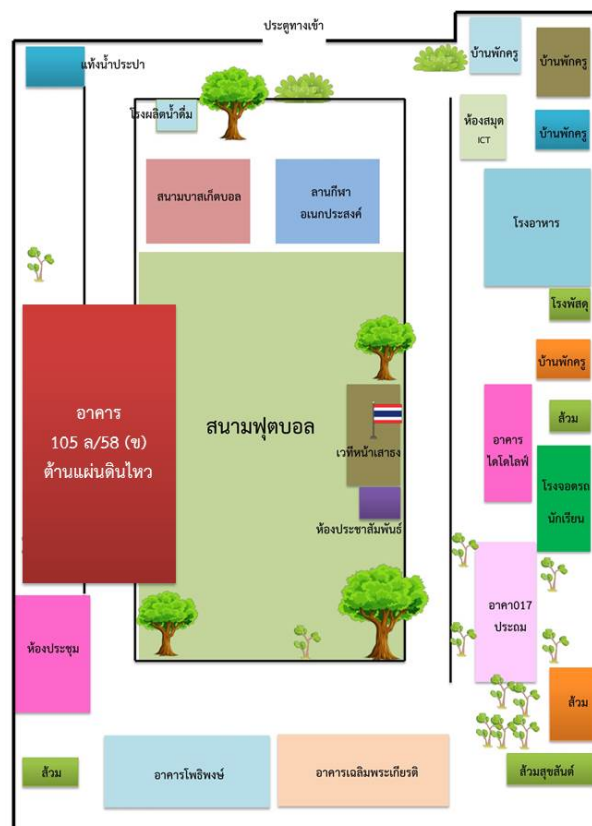 ประตูทางเข้า
แท้งน้ำประปา
บ้านพักครู
บ้านพักครู
โรงผลิตน้ำดื่ม
ห้องสมุด
ICT
บ้านพักครู
สนามบาสเก็ตบอล
ลานกีฬา
อเนกประสงค์
โรงอาหาร
โรงพัสดุ
บ้านพักครู
อาคาร
105 ล/58 (ข)
ต้านแผ่นดินไหว
สนามฟุตบอล
เวทีหน้าเสาธง
อาคาร
ไตโดไลฟ์
ส้วม
โรงจอดรถ
นักเรียน
ห้องประชาสัมพันธ์
อาคา017
ประถม
ห้องประชุม
ส้วม
ส้วม
อาคารโพธิพงษ์
อาคารเฉลิมพระเกียรติ
ส้วมสุขสันต์